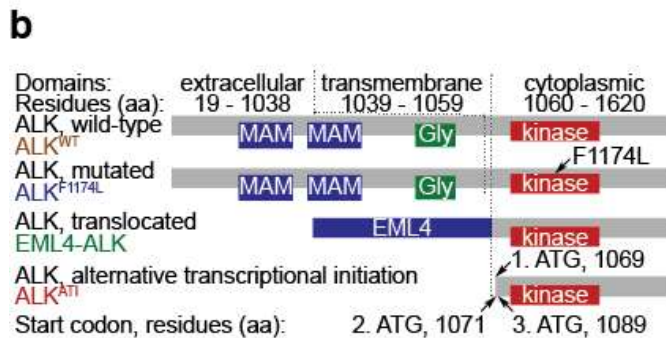 b
Domains: extracellular transmembrane cytoplasmic
Residues (aa): 19 - 1038 1039 - 1059 1060 - 1620
ALK, wild-type MAM MAM Gly kinase
ALKWT
F1174L
ALK, mutated MAM MAM Gly kinase
ALKF1174L
ALK, translocated EML4 kinase
EML4-ALK
1. ATG, 1069
ALK, alternative transcriptional initiation
ALKATI kinase
Start codon, residues (aa): 2. ATG, 1071 3. ATG, 1089